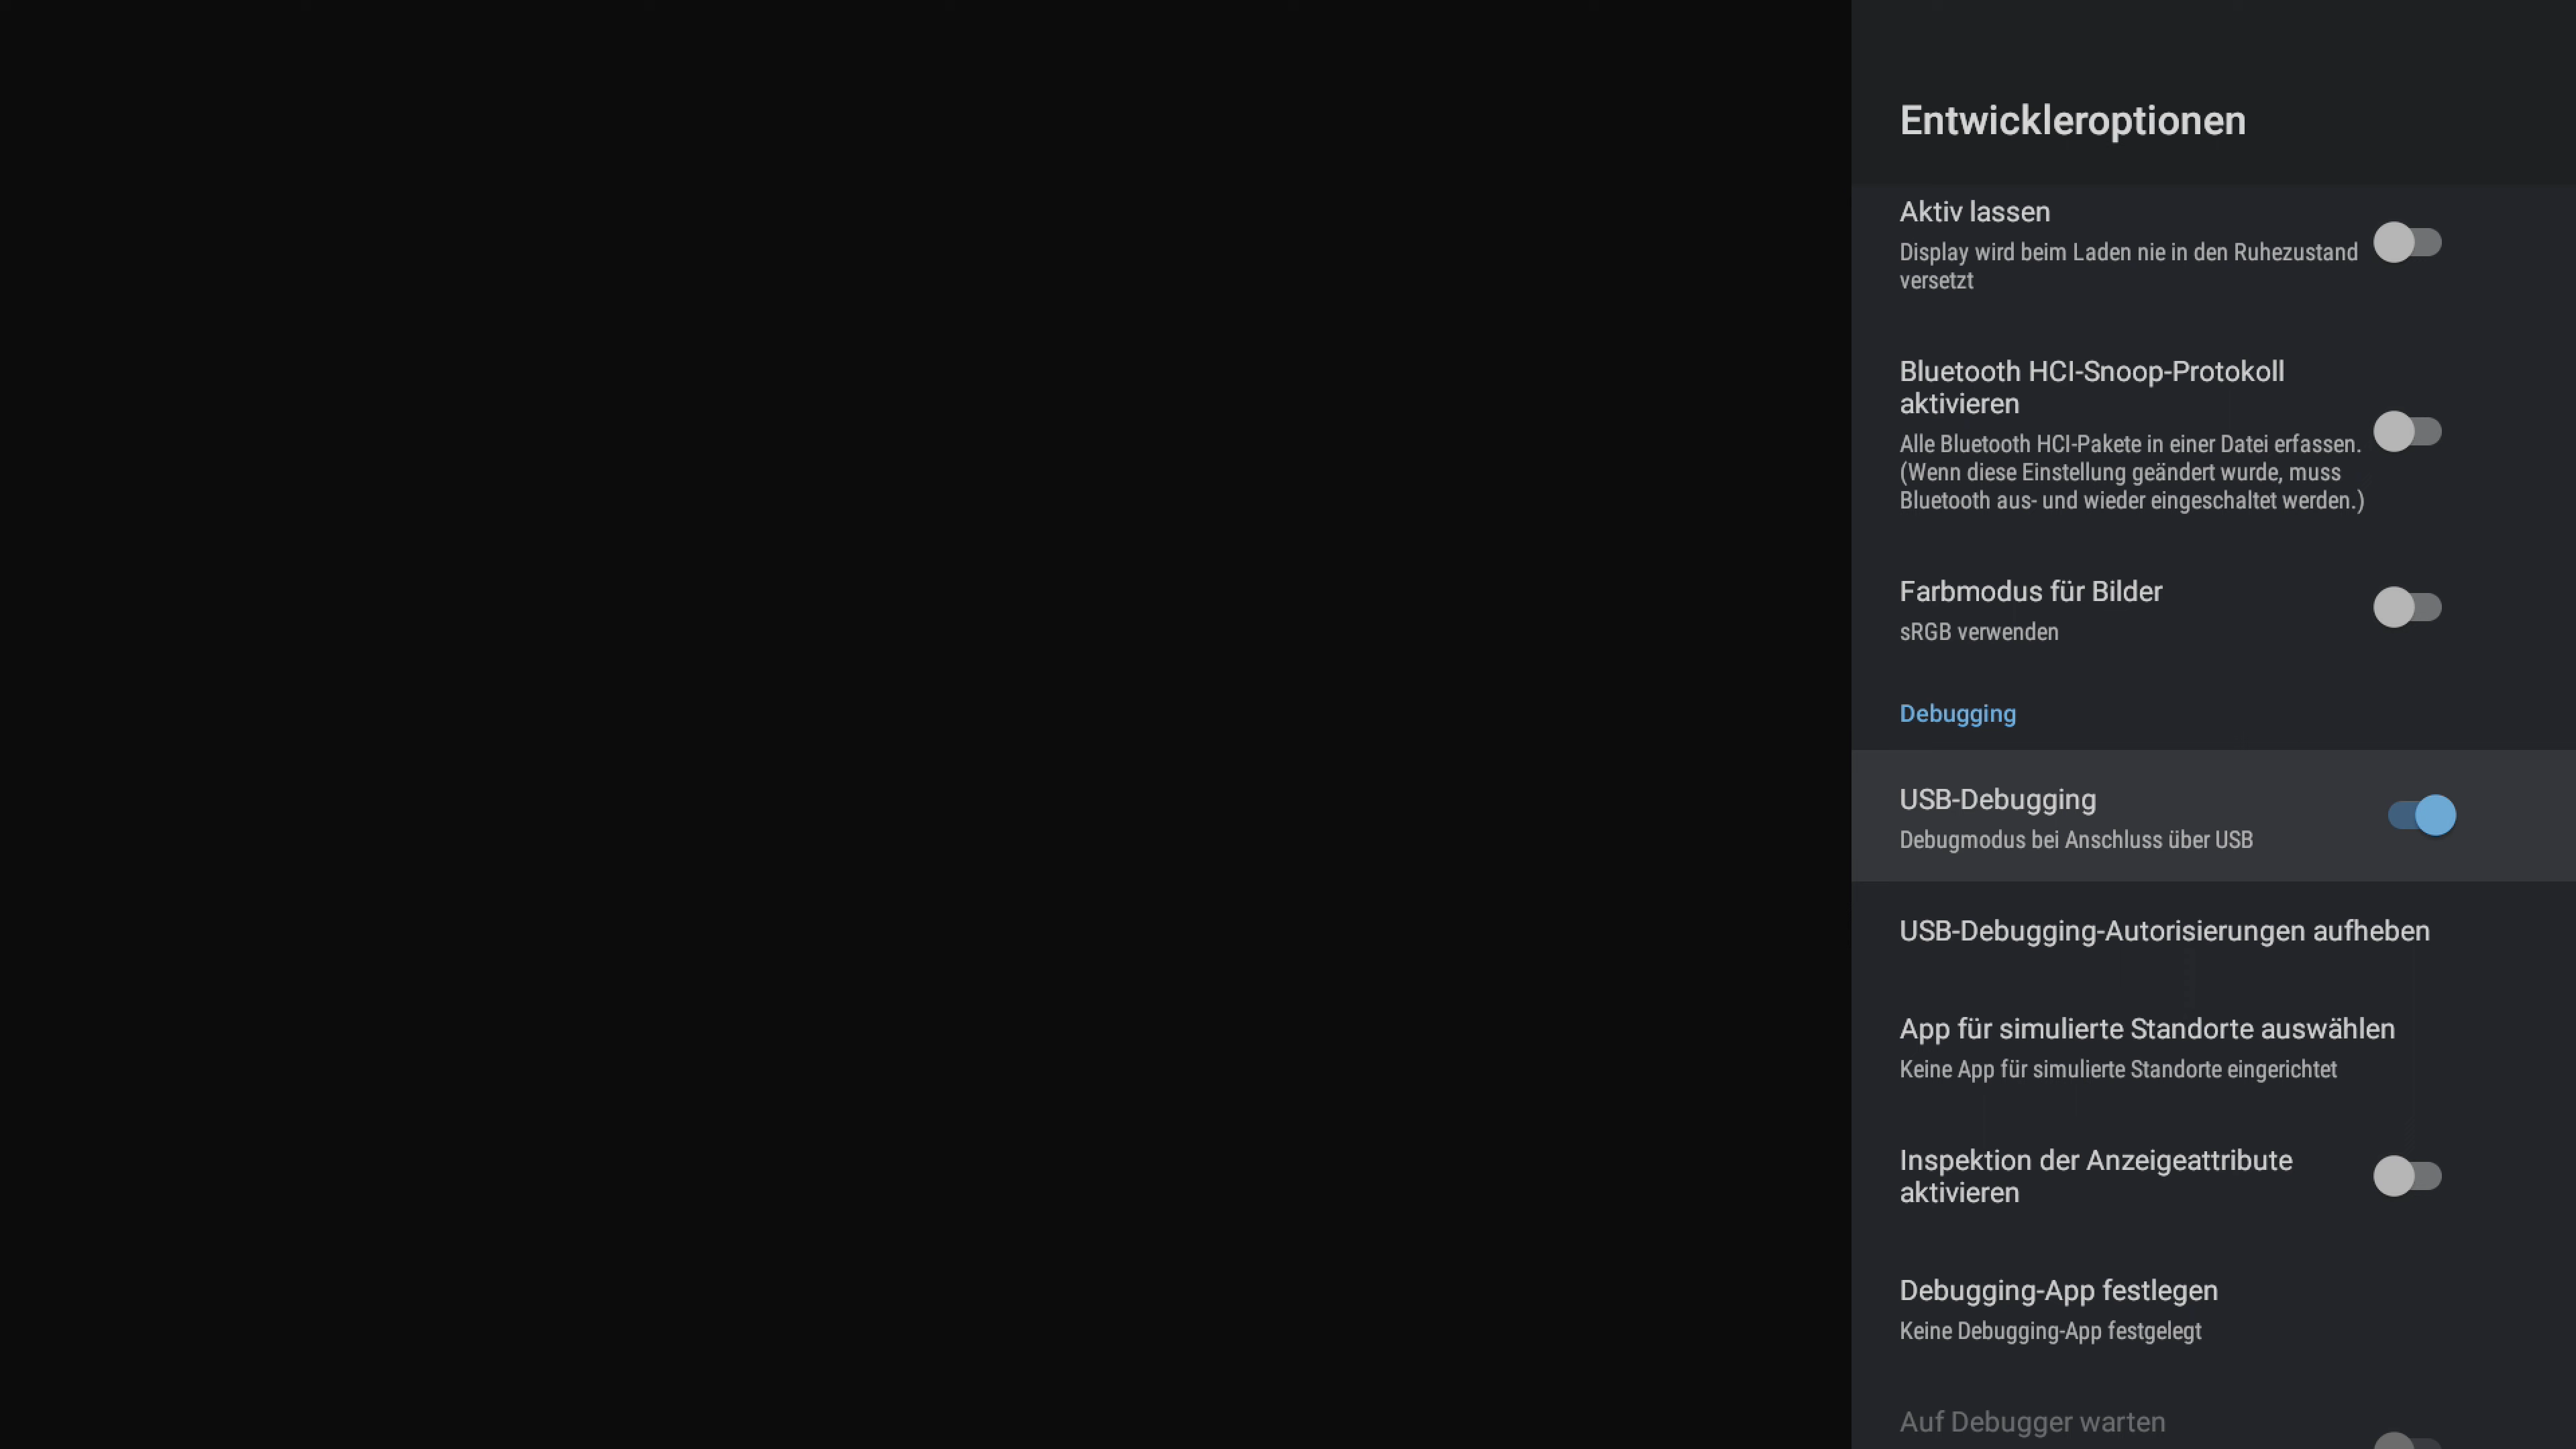 Entwickleroptionen
Aktiv lassen
Display wird beim Laden nie in den Ruhezustand
versetzt
Bluetooth HCI-Snoop-Protokoll
aktivieren
Alle Bluetooth HCI-Pakete in einer Datei erfassen.
(Wenn diese Einstellung geändert wurde, muss
Bluetooth aus- und wieder eingeschaltet werden.)
Farbmodus für Bilder
sRGB verwenden
Debugging
USB-Debugging
Debugmodus bei Anschluss über USB
USB-Debugging-Autorisierungen aufheben
App für simulierte Standorte auswählen
Keine App für simulierte Standorte eingerichtet
Inspektion der Anzeigeattribute
aktivieren
Debugging-App festlegen
Keine Debugging-App festgelegt
Auf Debugger warten